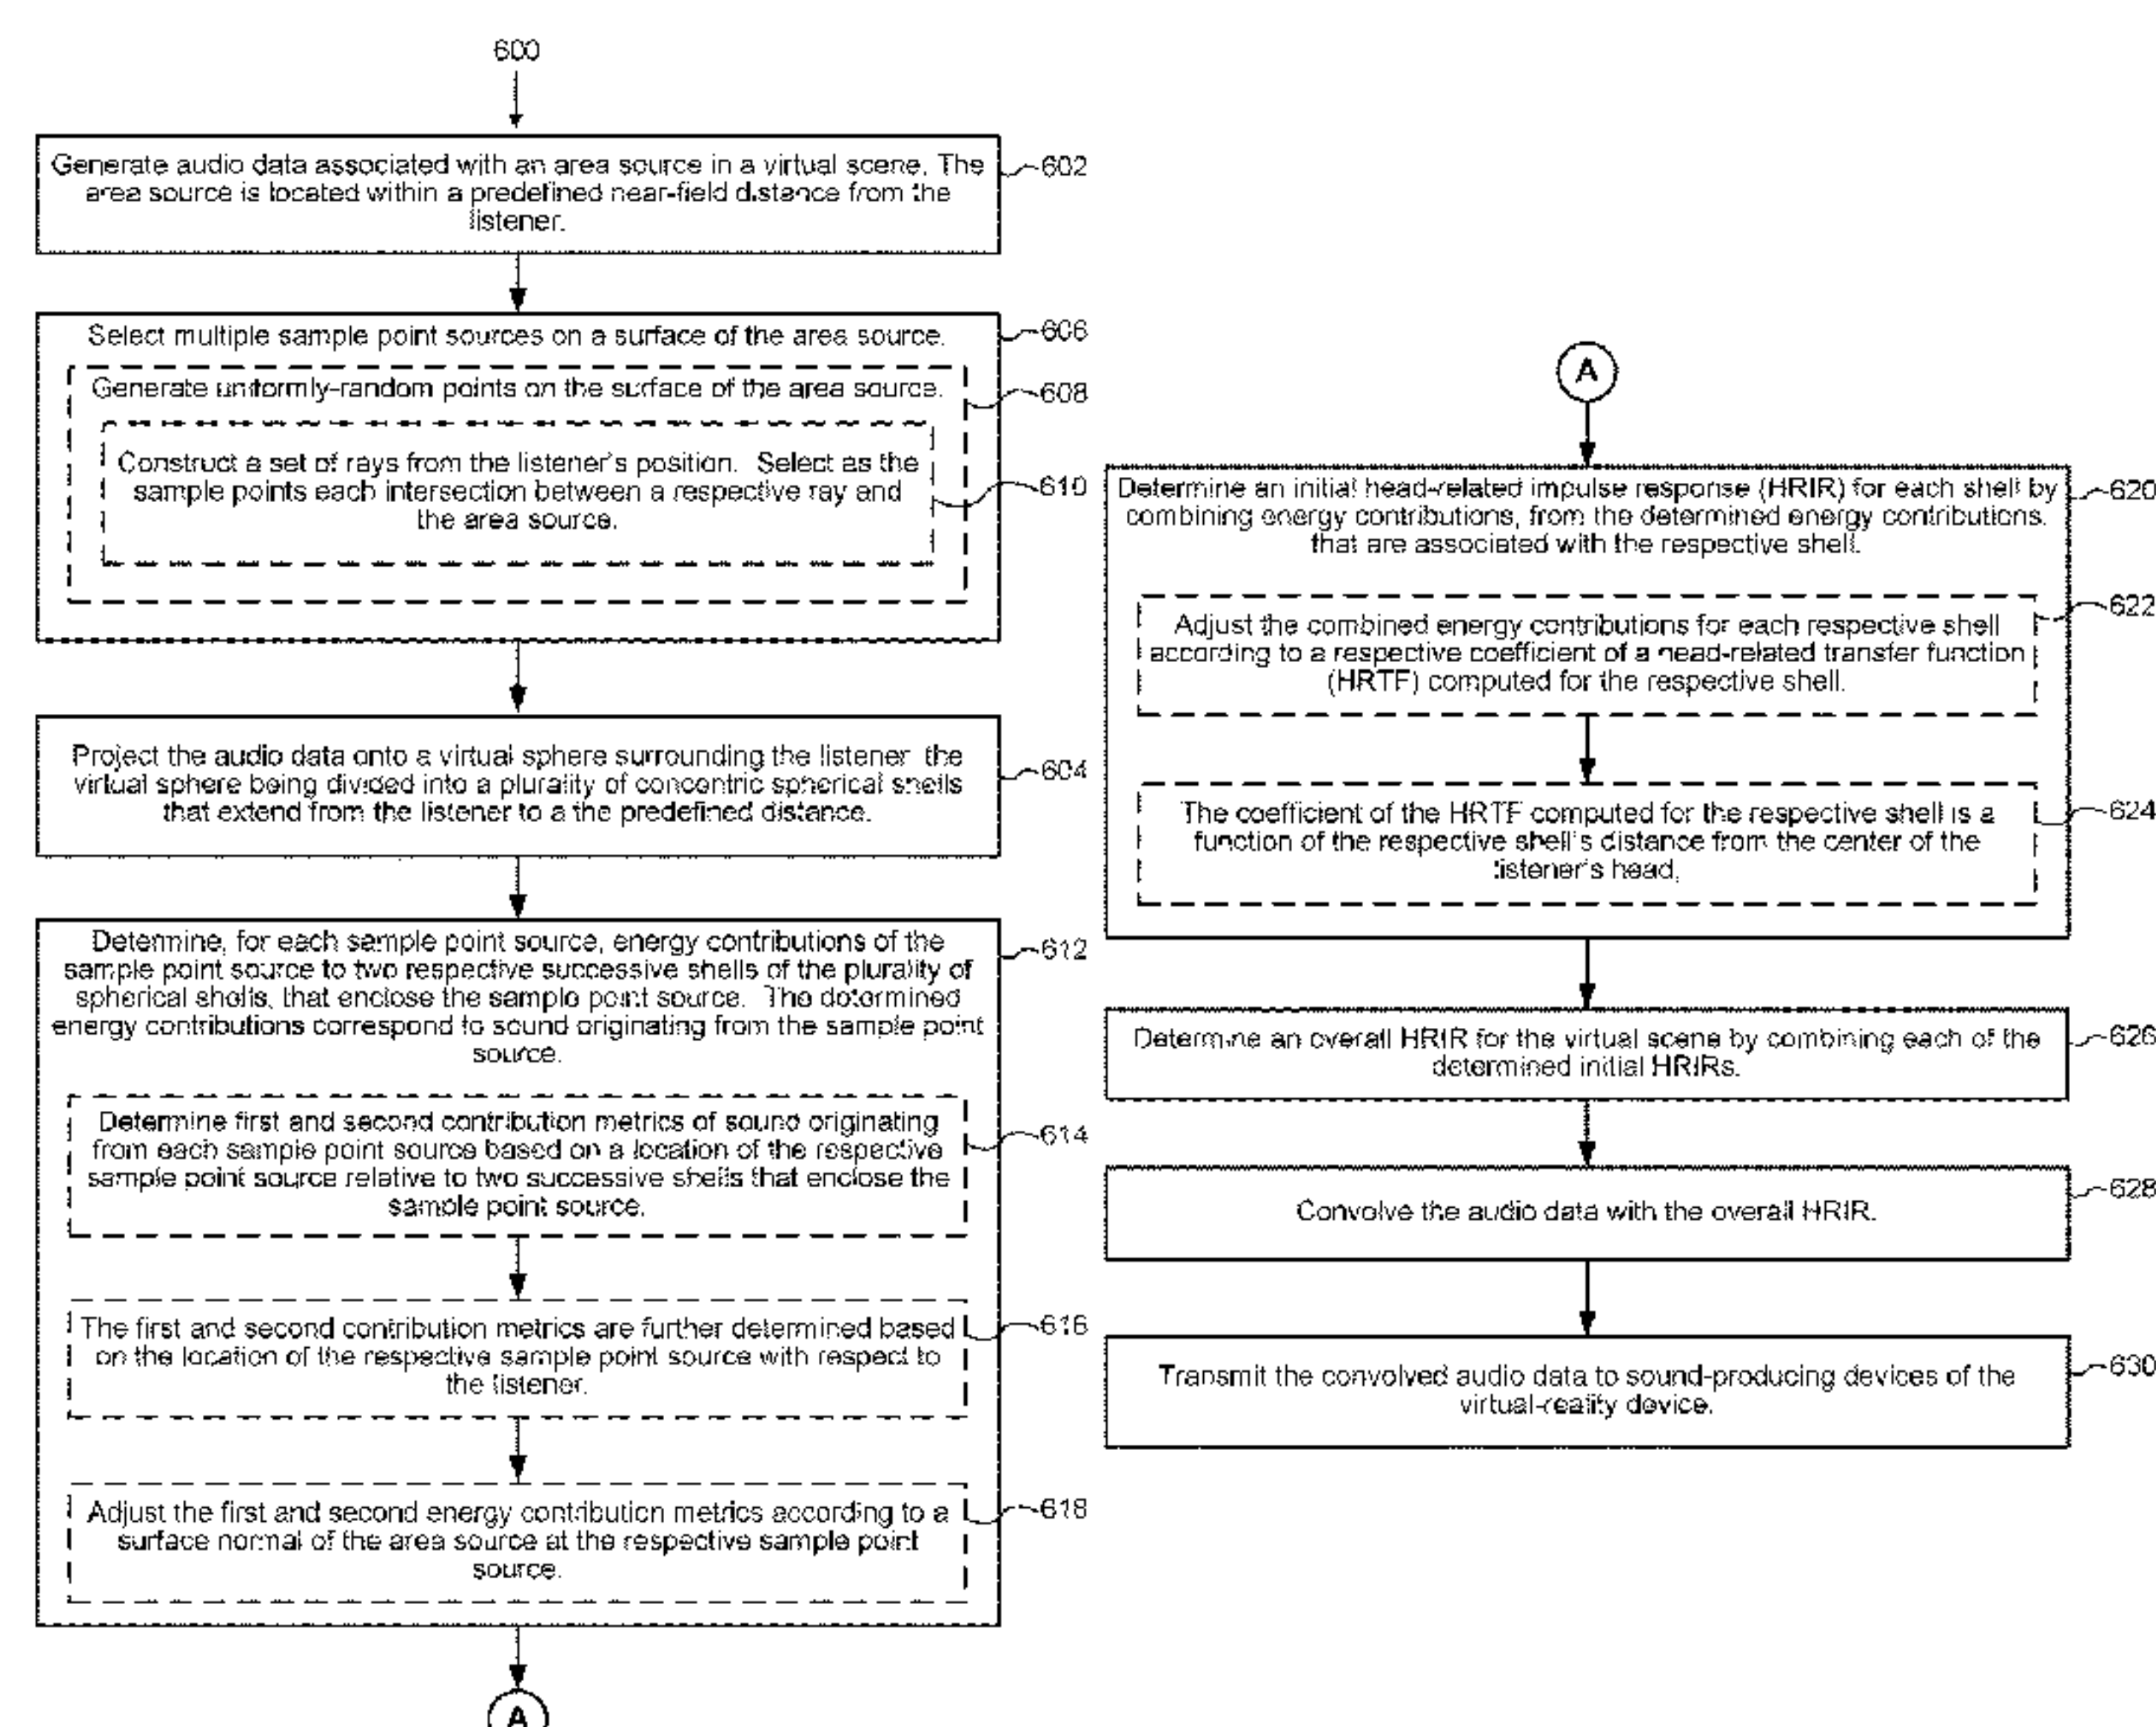 600
Generate audio data associated with an area source in a virtual scene. The
area source is located within a predefined near-field distance from the
listener.
602
Select multiple sample point sources on a surface of the area source.
606
Generate uniformly-random points on the surface of the area source.
608
Construct a set of rays from the listener's position. Select as the
sample points each intersection between a respective ray and
the area source.
610
Project the audio data onto a virtual sphere surrounding the listener the
virtual sphere being divided into a plurality of concentric spherical shells
that extend from the listener to a the predefined distance.
604
Determine, for each sample point source, energy contributions of the
sample point source to two respective successive shells of the plurality of
spherical shells, that enclose the sample point source. The determined
energy contributions correspond to sound originating from the sample point
source.
612
Determine first and second contribution metrics of sound originating
from each sample point source based on a location of the respective
sample point source relative to two successive shells that enclose the
sample point source.
614
The first and second contribution metrics are further determined based
on the location of the respective sample point source with respect to
the listener.
616
Adjust the first and second energy contribution metrics according to a
surface normal of the area source at the respective sample point
source.
618
A
A
Determine an initial head-related impulse response (HRIR) for each shell by
combining energy contributions, from the determined energy contributions,
that are associated with the respective shell.
620
Adjust the combined energy contributions for each respective shell
according to a respective coefficient of a head-related transfer function
(HRTF) computed for the respective shell.
622
The coefficient of the HRTF computed for the respective shell is a
function of the respective shell's distance from the center of the
listener's head.
624
Determine an overall HRIR for the virtual scene by combining each of the
determined initial HRIRs.
626
Convolve the audio data with the overall HRIR.
628
Transmit the convolved audio data to sound-producing devices of the
virtual-reality device.
630